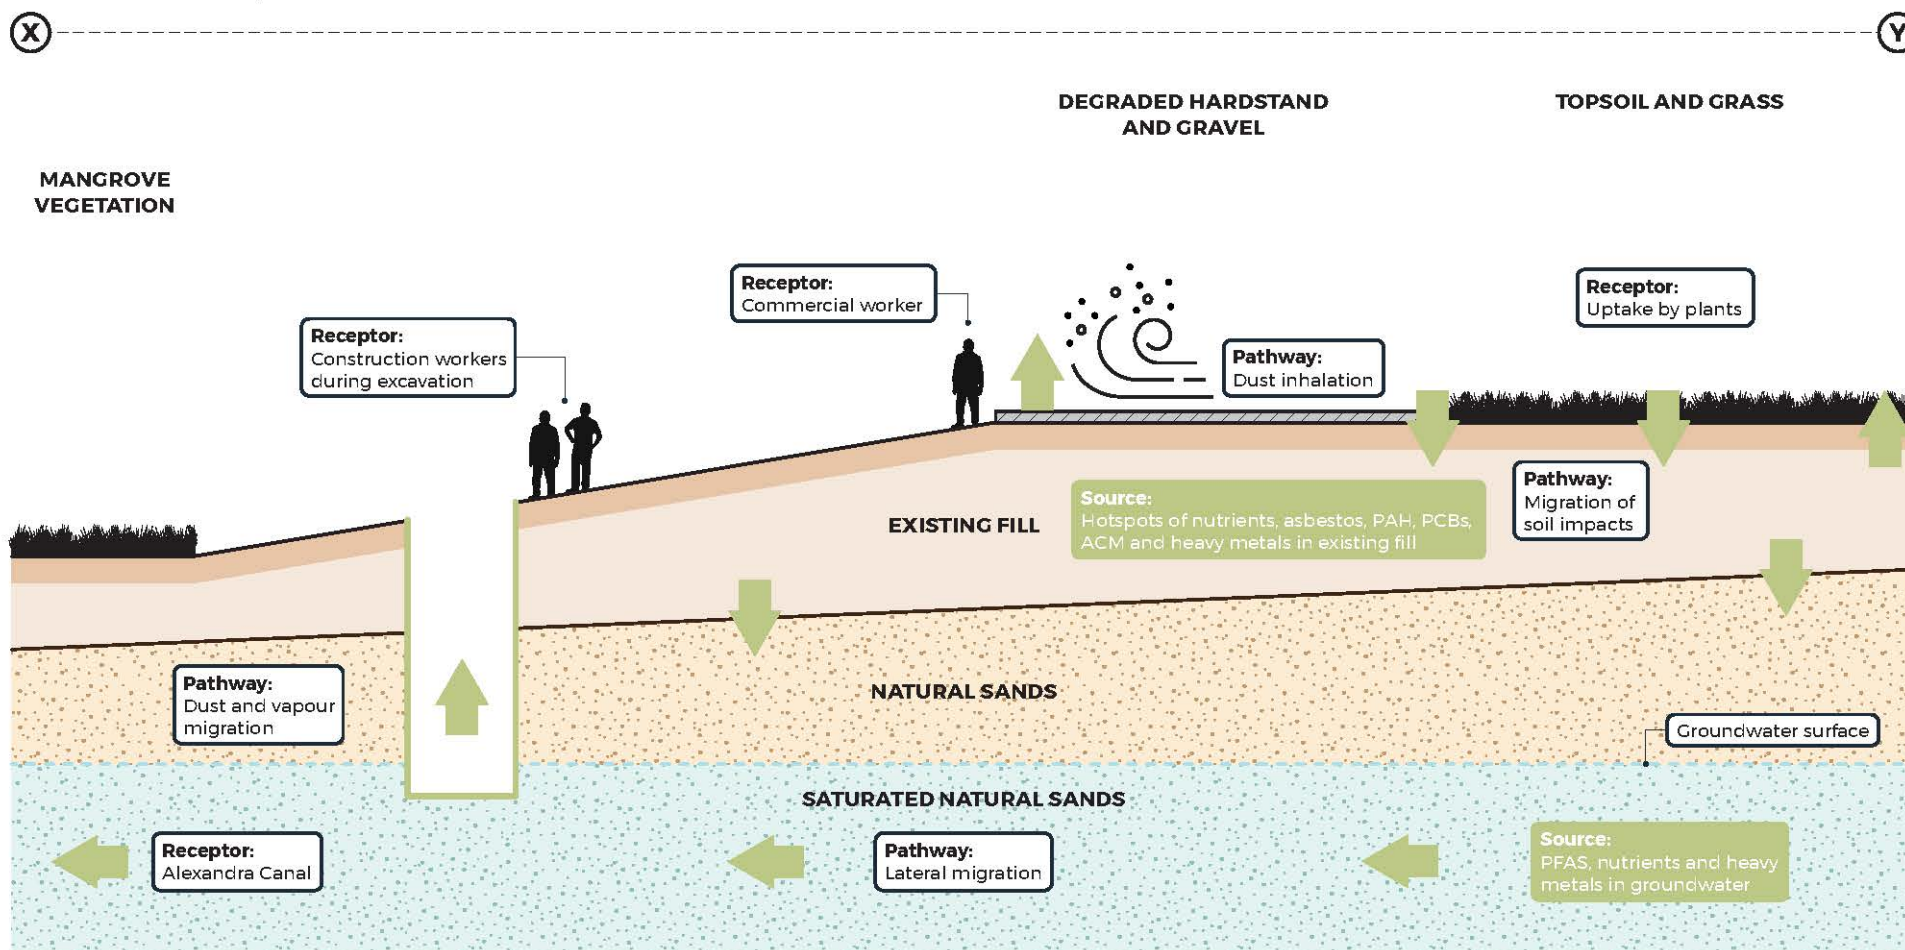 X
Y
DEGRADED HARDSTAND
AND GRAVEL
TOPSOIL AND GRASS
MANGROVE
VEGETATION
Receptor:
Commercial worker
Receptor:
Uptake by plants
Receptor:
Construction workers
during excavation
Pathway:
Dust inhalation
EXISTING FILL
Source:
Hotspots of nutrients, asbestos, PAH, PCBs,
ACM and heavy metals in existing fill
Pathway:
Migration of
soil impacts
Pathway:
Dust and vapour
migration
NATURAL SANDS
Groundwater surface
SATURATED NATURAL SANDS
Receptor:
Alexandra Canal
Pathway:
Lateral migration
Source:
PFAS, nutrients and heavy
metals in groundwater